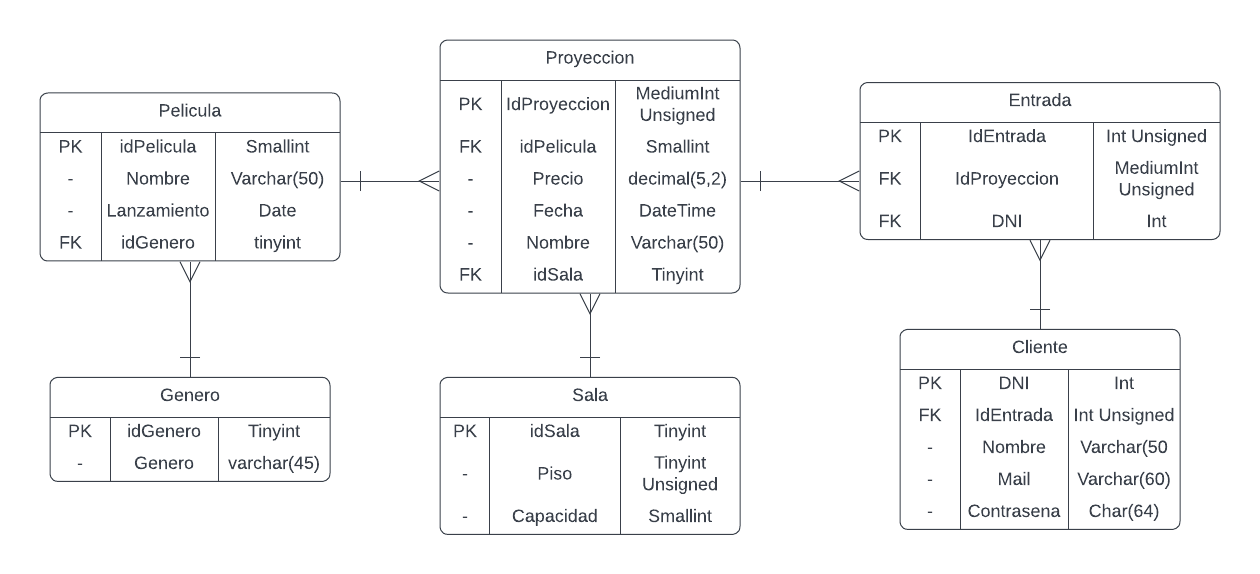 Pelicula
PK idPelicula Smallint
- Nombre Varchar(50)
- Lanzamiento Date
FK idGenero tinyint
Proyeccion
PK IdProyeccion MediumInt
Unsigned
FK idPelicula Smallint
- Precio decimal(5,2)
- Fecha DateTime
- Nombre Varchar(50)
FK idSala Tinyint
Entrada
PK IdEntrada Int Unsigned
FK IdProyeccion MediumInt
Unsigned
FK DNI Int
Genero
PK idGenero Tinyint
- Genero varchar(45)
Sala
PK idSala Tinyint
- Piso Tinyint
Unsigned
- Capacidad Smallint
Cliente
PK DNI Int
FK IdEntrada Int Unsigned
- Nombre Varchar(50
- Mail Varchar(60)
- Contrasena Char(64)